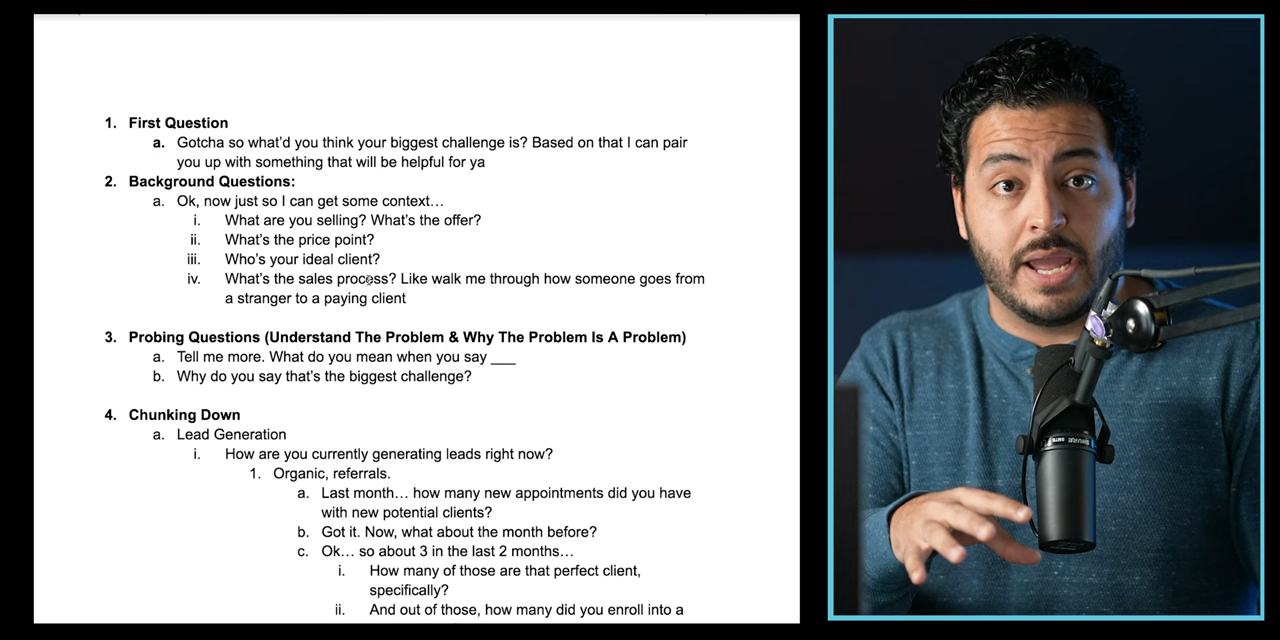 1. First Question
a. Gotcha so what'd you think your biggest challenge is? Based on that I can pair
you up with something that will be helpful for ya
2. Background Questions:
a. Ok, now just so I can get some context…
i. What are you selling? What's the offer?
ii. What's the price point?
iii. Who's your ideal client?
iv. What's the sales process? Like walk me through how someone goes from
a stranger to a paying client
3. Probing Questions (Understand The Problem & Why The Problem Is A Problem)
a. Tell me more. What do you mean when you say ___
b. Why do you say that's the biggest challenge?
4. Chunking Down
a. Lead Generation
i. How are you currently generating leads right now?
1. Organic, referrals.
a. Last month… how many new appointments did you have
with new potential clients?
b. Got it. Now, what about the month before?
c. Ok… so about 3 in the last 2 months…
i. How many of those are that perfect client,
specifically?
ii. And out of those, how many did you enroll into a
SHURE SM7B